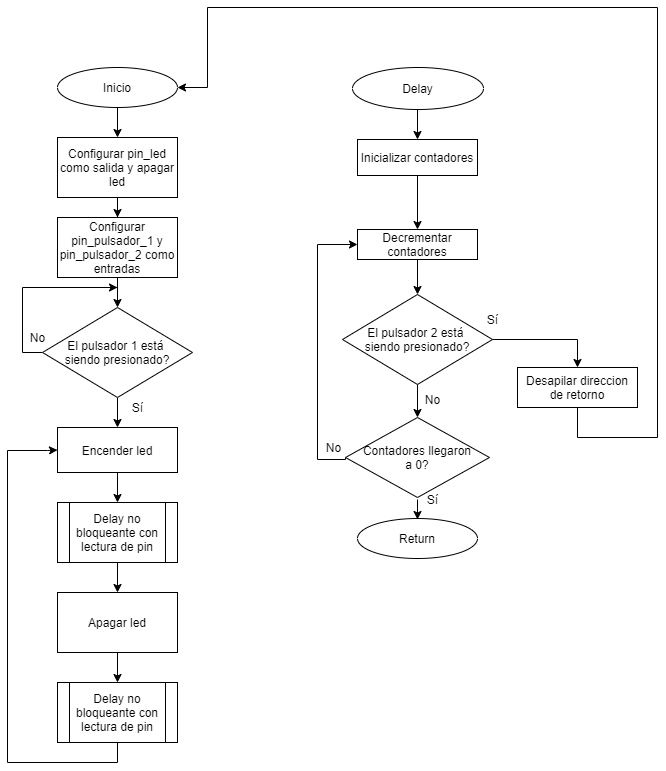 Inicio
Configurar pin_led
como salida y apagar
led
Configurar
pin_pulsador_1 y
pin_pulsador_2 como
entradas
No
El pulsador 1 está
siendo presionado?
Sí
Encender led
Delay no
bloqueante con
lectura de pin
Apagar led
Delay no
bloqueante con
lectura de pin
Delay
Inicializar contadores
Decrementar
contadores
El pulsador 2 está
siendo presionado?
Sí
Desapilar direccion
de retorno
No
Contadores llegaron
a 0?
No
Sí
Return